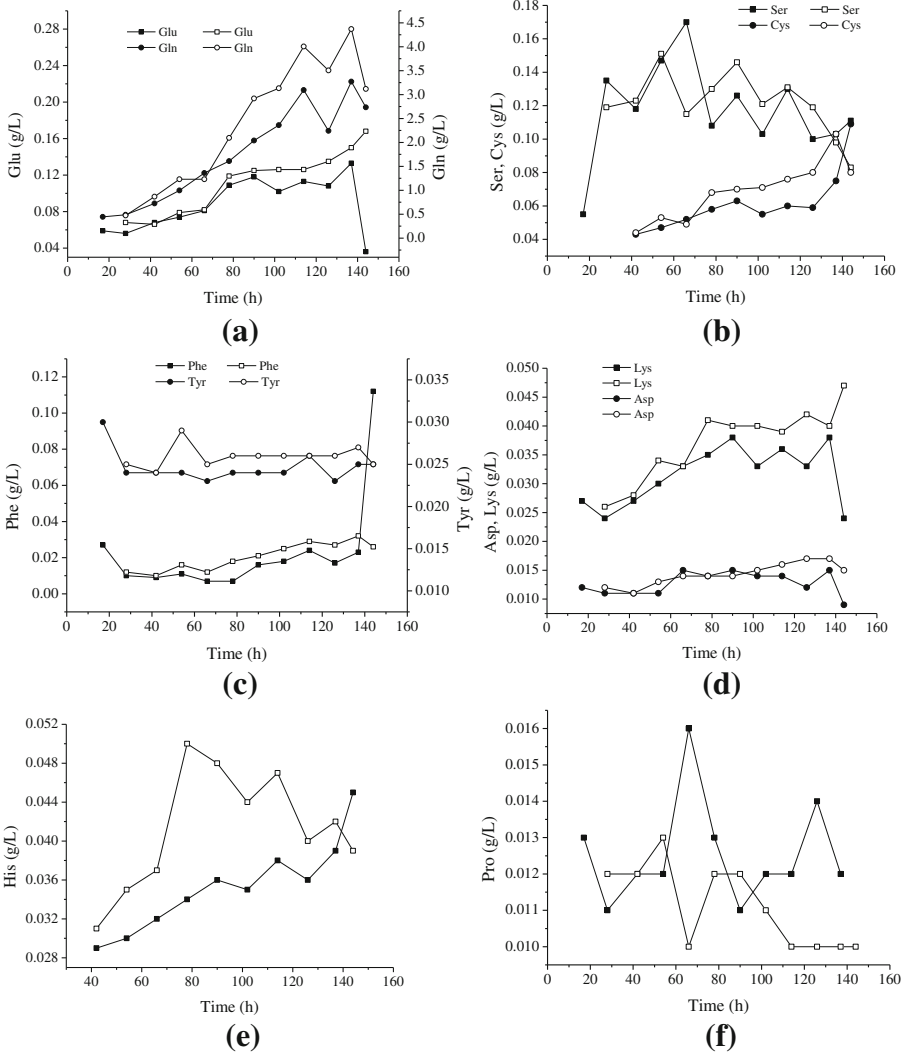 Glu Glu
Gln Gln
0.28
0.24
0.20
0.16
0.12
0.08
0.04
Glu (g/L)
4.5
4.0
3.5
3.0
2.5
2.0
1.5
1.0
0.5
0.0
Gln (g/L)
0 20 40 60 80 100 120 140 160
Time (h)
(a)
Ser Ser
Cys Cys
0.16
0.12
0.08
0.04
Ser, Cys (g/L)
0 20 40 60 80 100 120 140 160
Time (h)
(b)
Phe Phe
Tyr Tyr
0.12
0.10
0.08
0.06
0.04
0.02
0.00
Phe (g/L)
0.035
0.030
0.025
0.020
0.015
0.010
Tyr (g/L)
0 20 40 60 80 100 120 140 160
Time (h)
(c)
Lys
Lys
Asp
Asp
0.050
0.045
0.040
0.035
0.030
0.025
0.020
0.015
0.010
Asp, Lys (g/L)
0 20 40 60 80 100 120 140 160
Time (h)
(d)
0.052
0.048
0.044
0.040
0.036
0.032
0.028
His (g/L)
40 60 80 100 120 140 160
Time (h)
(e)
0.016
0.015
0.014
0.013
0.012
0.011
0.010
Pro (g/L)
0 20 40 60 80 100 120 140 160
Time (h)
(f)